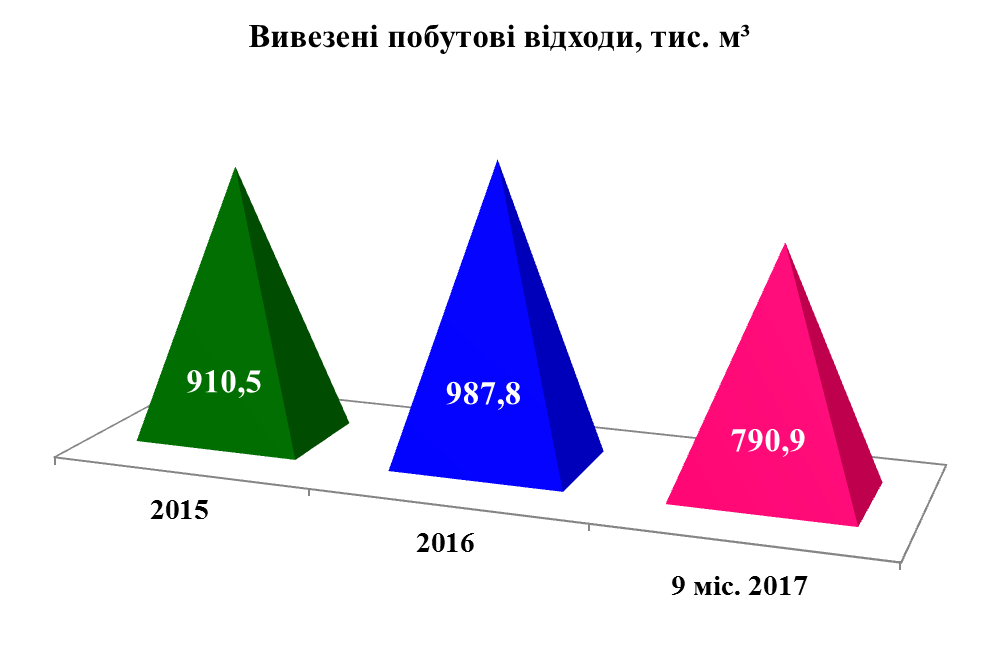 Вивезені побутові відходи, тис. м³
910,5
987,8
790,9
2015
2016
9 міс. 2017